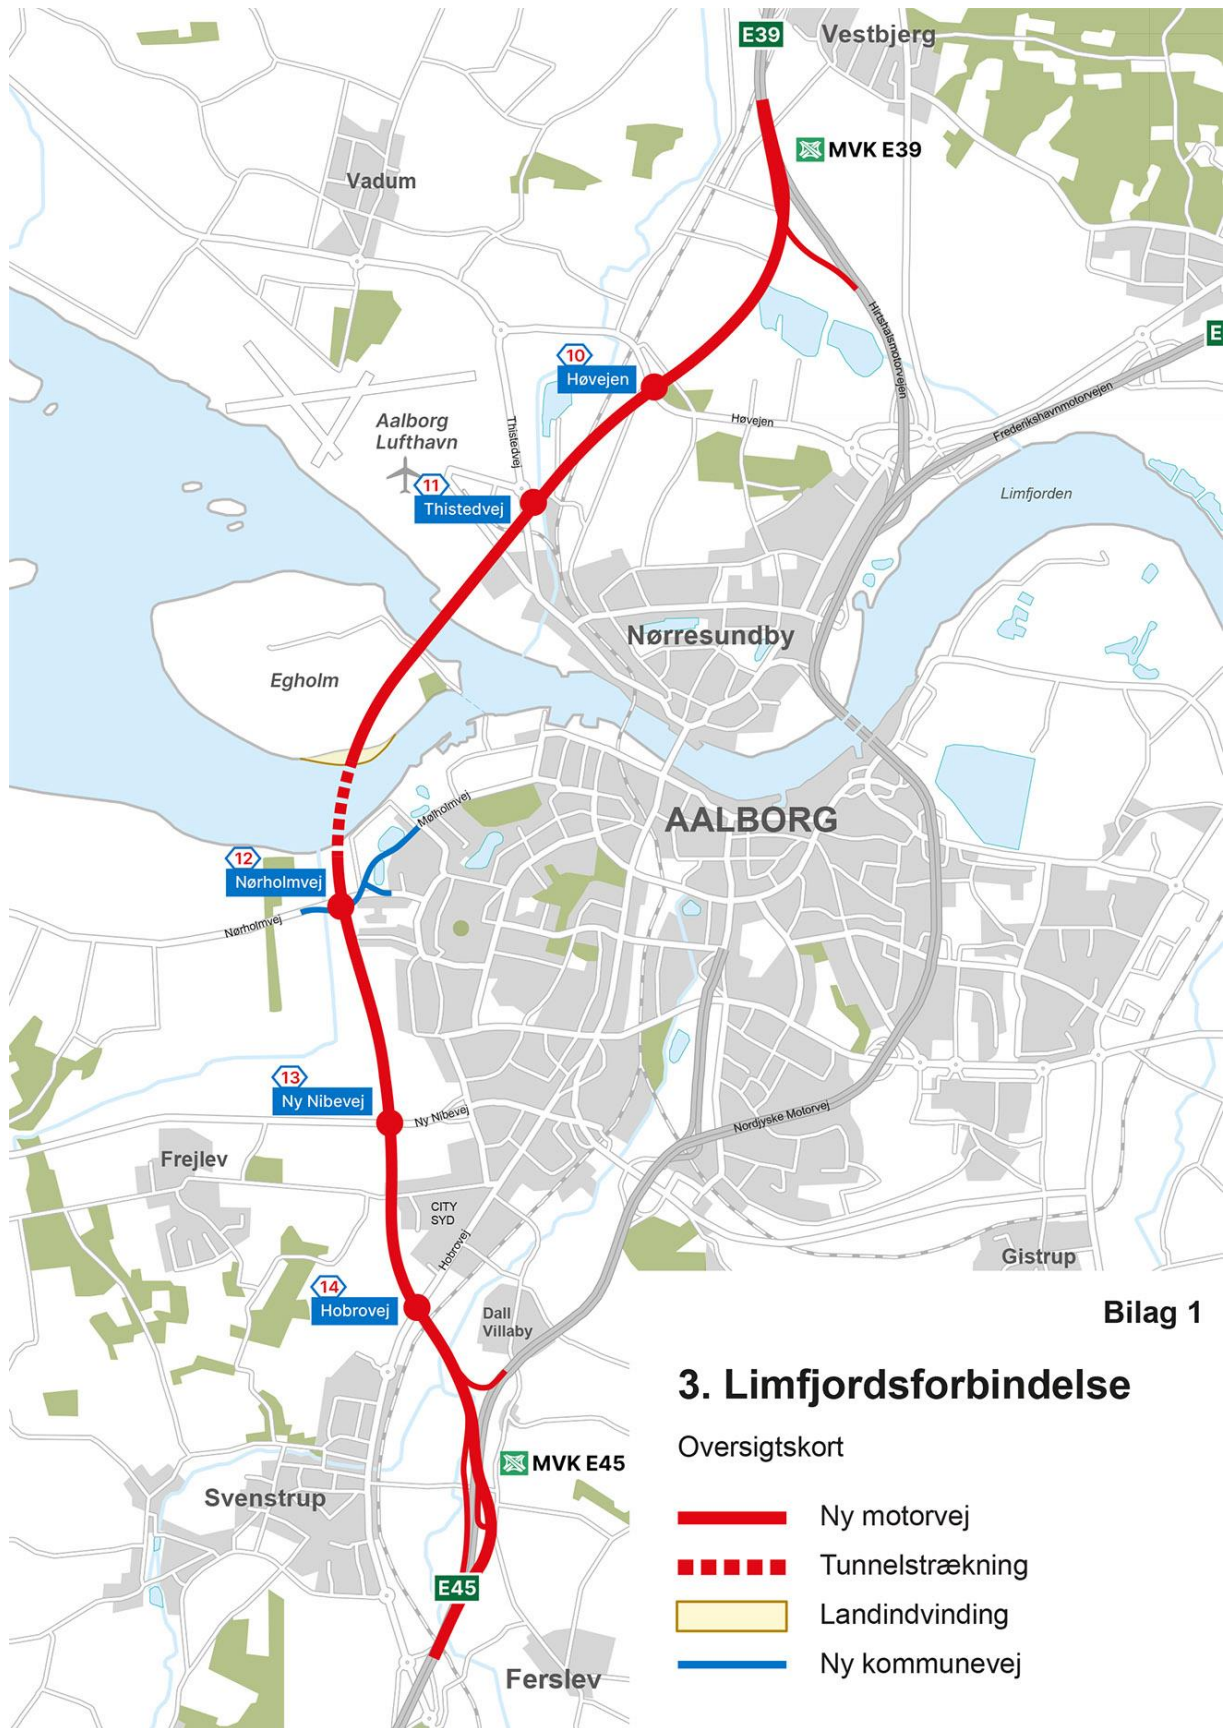 E39
Vestbjerg
MVK E39
Vadum
Hirtshalsmotorvejen
E
10
Høvejen
Frederikshavnmotorvejen
Aalborg
Lufthavn
Thistedvej
Høvejen
11
Thistedvej
Limfjorden
Nørresundby
Egholm
Mølholmvej
AALBORG
12
Nørholmvej
Nørholmvej
13
Ny Nibevej
Ny Nibevej
Nordjyske Motorvej
Frejlev
CITY
SYD
Hobrovej
Gistrup
14
Hobrovej
Dall
Villaby
Bilag 1
3. Limfjordsforbindelse
Oversigtskort
MVK E45
Svenstrup
Ny motorvej
Tunnelstrækning
E45
Landindvinding
Ny kommunevej
Ferslev